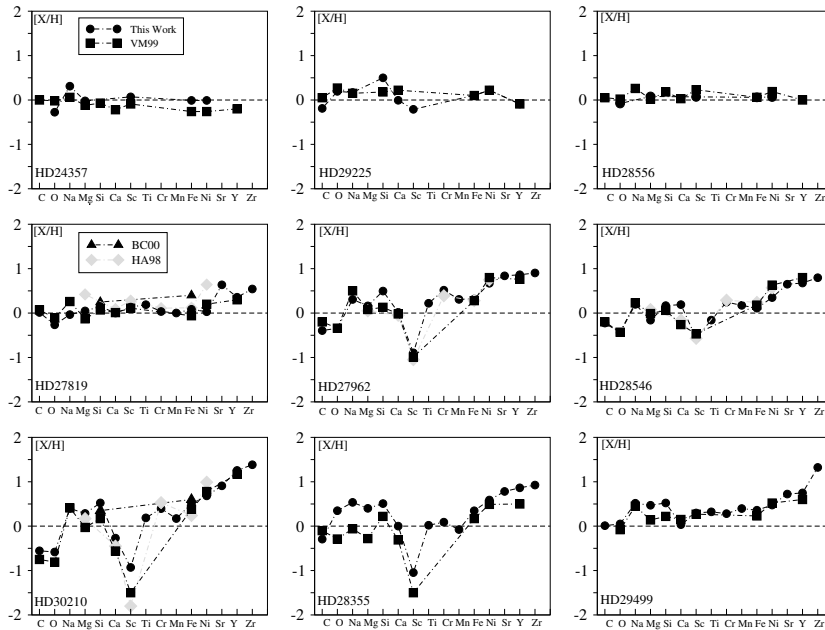 [X/H] [X/H] [X/H]
This Work
VM99
2 2 2
1 1 1
0 0 0
-1 -1 -1
-2 -2 -2
HD24357 HD29225 HD28556
C O Na Mg Si Ca Sc Ti Cr Mn Fe Ni Sr Y Zr C O Na Mg Si Ca Sc Ti Cr Mn Fe Ni Sr Y Zr C O Na Mg Si Ca Sc Ti Cr Mn Fe Ni Sr Y Zr
[X/H] [X/H] [X/H]
BC00
HA98
2 2 2
1 1 1
0 0 0
-1 -1 -1
-2 -2 -2
HD27819 HD27962 HD28546
C O Na Mg Si Ca Sc Ti Cr Mn Fe Ni Sr Y Zr C O Na Mg Si Ca Sc Ti Cr Mn Fe Ni Sr Y Zr C O Na Mg Si Ca Sc Ti Cr Mn Fe Ni Sr Y Zr
[X/H] [X/H] [X/H]
2 2 2
1 1 1
0 0 0
-1 -1 -1
-2 -2 -2
HD30210 HD28355 HD29499
C O Na Mg Si Ca Sc Ti Cr Mn Fe Ni Sr Y Zr C O Na Mg Si Ca Sc Ti Cr Mn Fe Ni Sr Y Zr C O Na Mg Si Ca Sc Ti Cr Mn Fe Ni Sr Y Zr